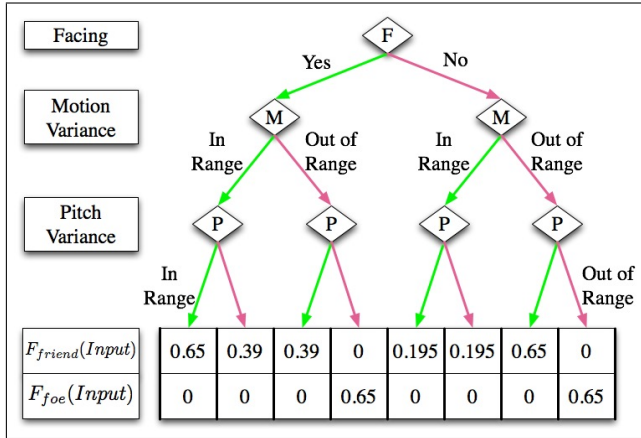 Facing
F
Yes
No
Motion
Variance
M
M
In
Range
Out of
Range
In
Range
Out of
Range
Pitch
Variance
P
P
P
P
In
Range
Out of
Range
F_friend(Input) 0.65 0.39 0.39 0 0.195 0.195 0.65 0
F_foe(Input) 0 0 0 0.65 0 0 0 0.65